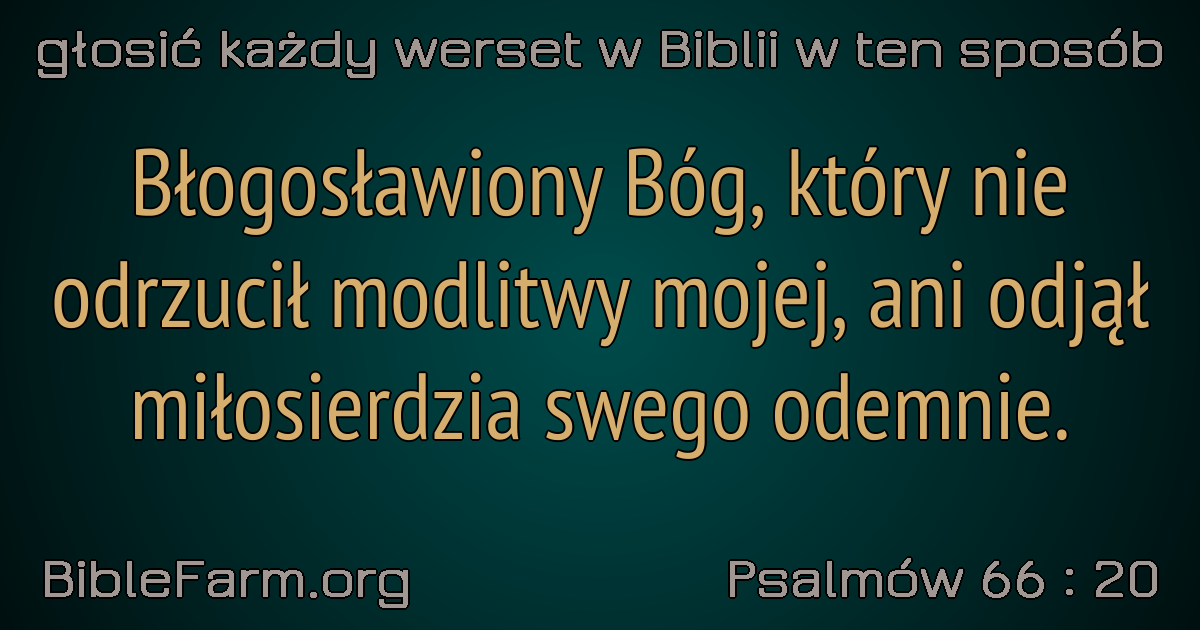 głosić każdy werset w Biblii w ten sposób
Błogosławiony Bóg, który nie
odrzucił modlitwy mojej, ani odjął
miłosierdzia swego odemnie.
BibleFarm.org
Psalmów 66 : 20